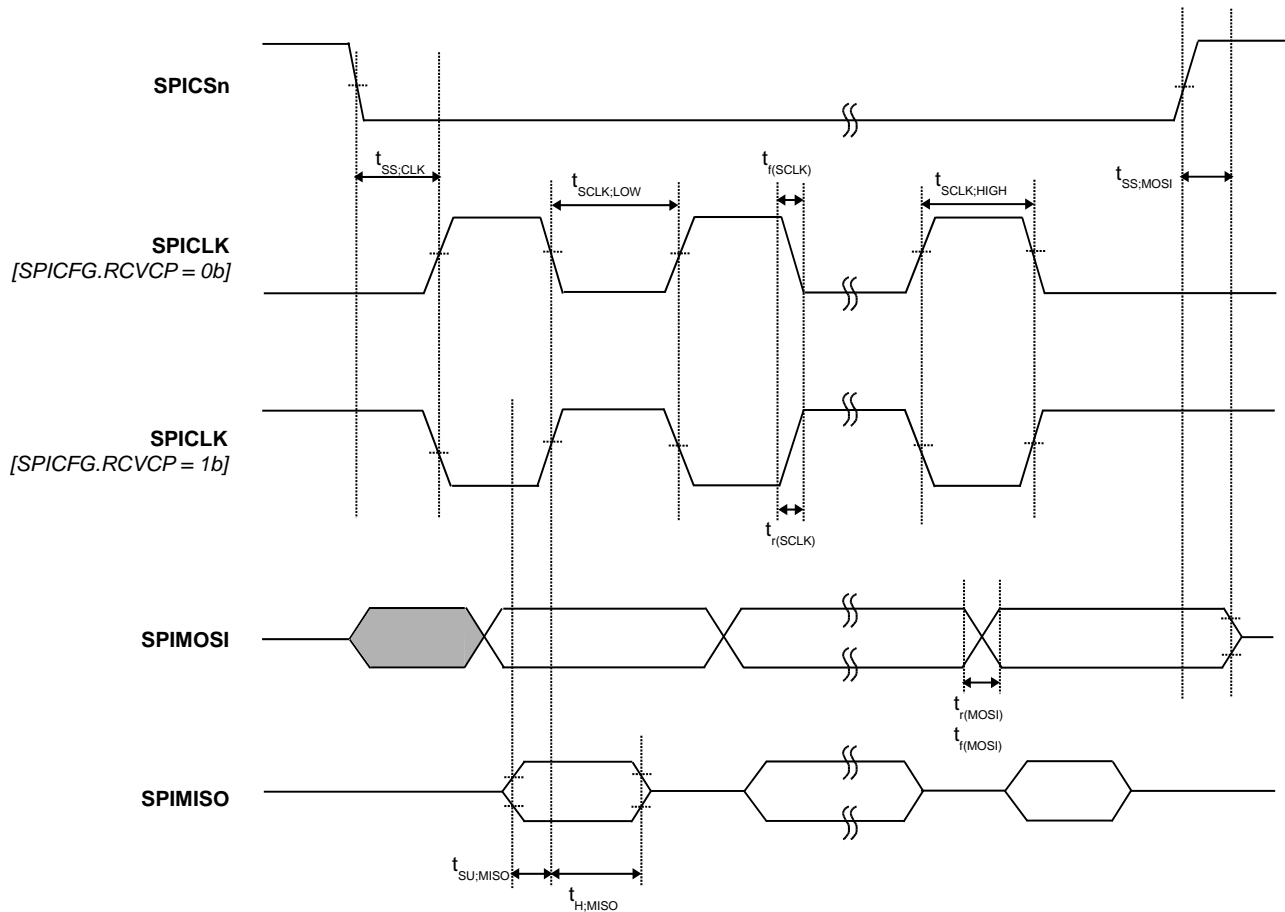 SPICSn
t_SS;CLK
t_SCLK;LOW
t_f(SCLK)
t_SCLK;HIGH
t_SS;MOSI
SPICLK
[SPICFG.RCVCP = 0b]
SPICLK
[SPICFG.RCVCP = 1b]
t_r(SCLK)
SPIMOSI
t_r(MOSI)
t_f(MOSI)
SPIMISO
t_SU;MISO
t_H;MISO